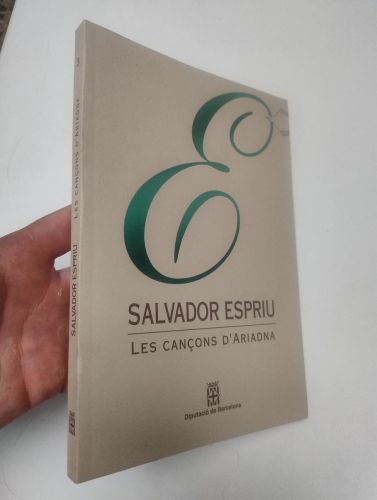 E
SALVADOR ESPRIU
LES CANÇONS D'ARIADNA
Diputació de Barcelona
SALVADOR ESPRIU
LES CANÇONS D'ARIADNA